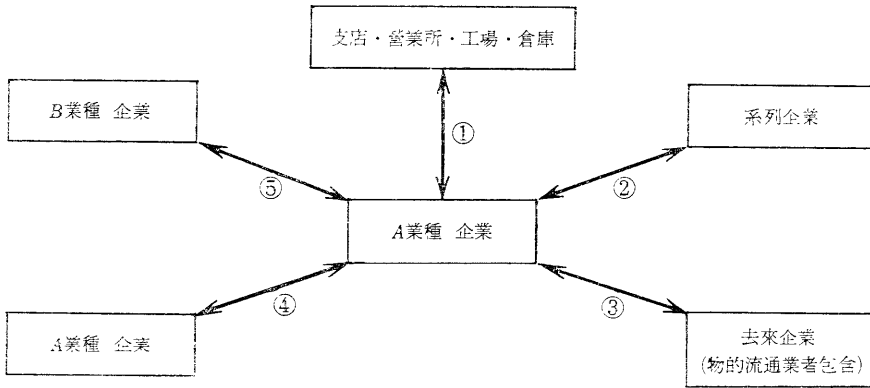 支店・営業所・工場・倉庫
B業種 企業
系列企業
①
⑤
②
A業種 企業
④
③
A業種 企業
去來企業
(物的流通業者包含)